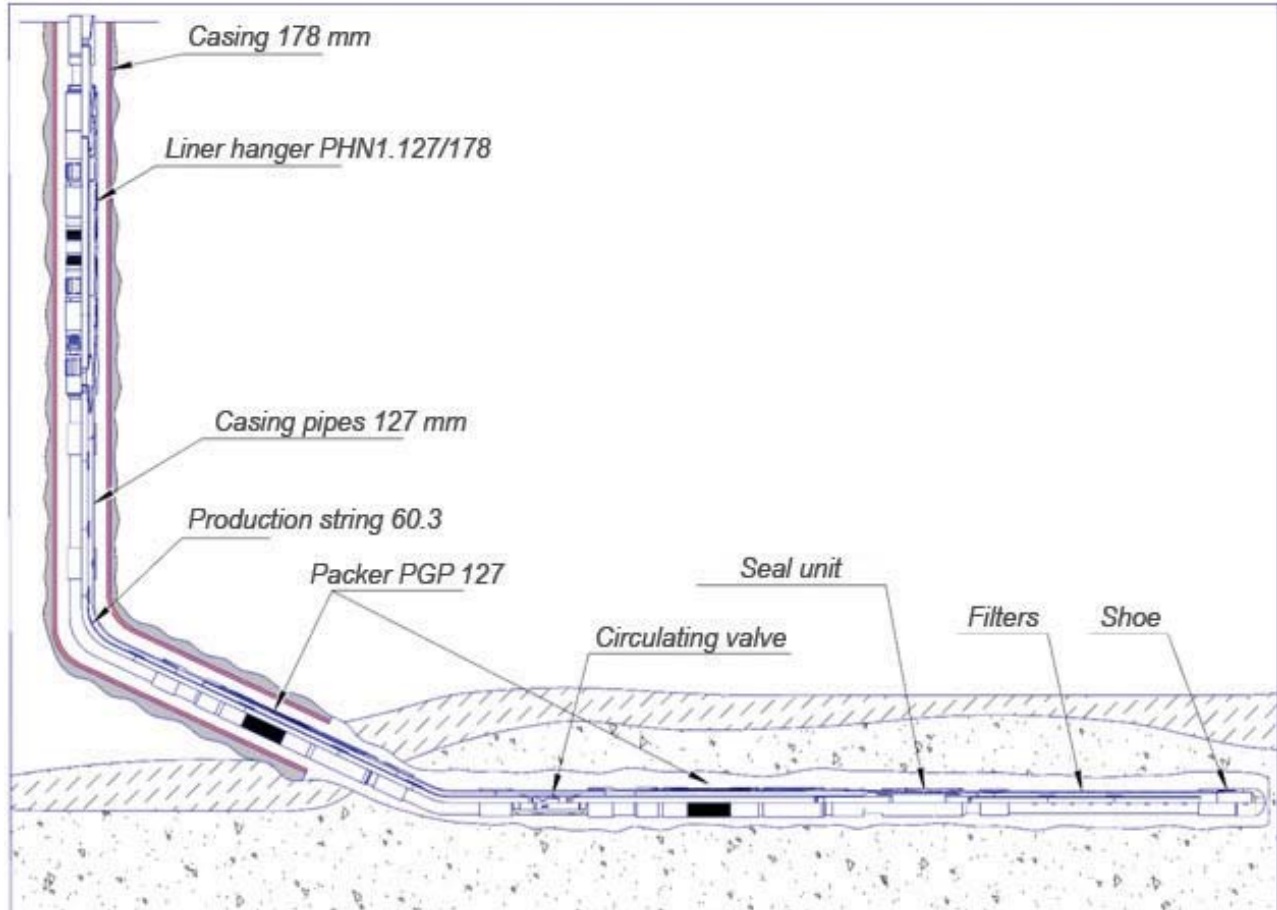 Casing 178 mm
Liner hanger PHN1.127/178
Casing pipes 127 mm
Production string 60.3
Packer PGP 127
Seal unit
Circulating valve
Filters
Shoe